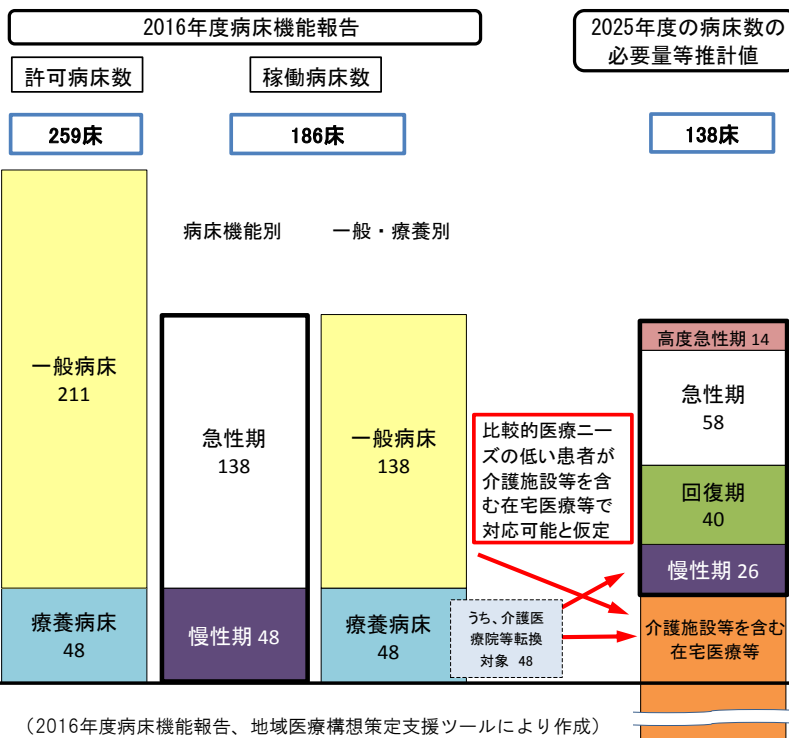 2016年度病床機能報告
2025年度の病床数の
必要量等推計値
許可病床数
稼働病床数
259床
186床
138床
病床機能別
一般・療養別
一般病床
211
療養病床
48
急性期
138
慢性期 48
一般病床
138
療養病床
48
比較的医療ニー
ズの低い患者が
介護施設等を含
む在宅医療等で
対応可能と仮定
うち、介護医
療院等転換
対象 48
高度急性期 14
急性期
58
回復期
40
慢性期 26
介護施設等を含む
在宅医療等
（2016年度病床機能報告、地域医療構想策定支援ツールにより作成）